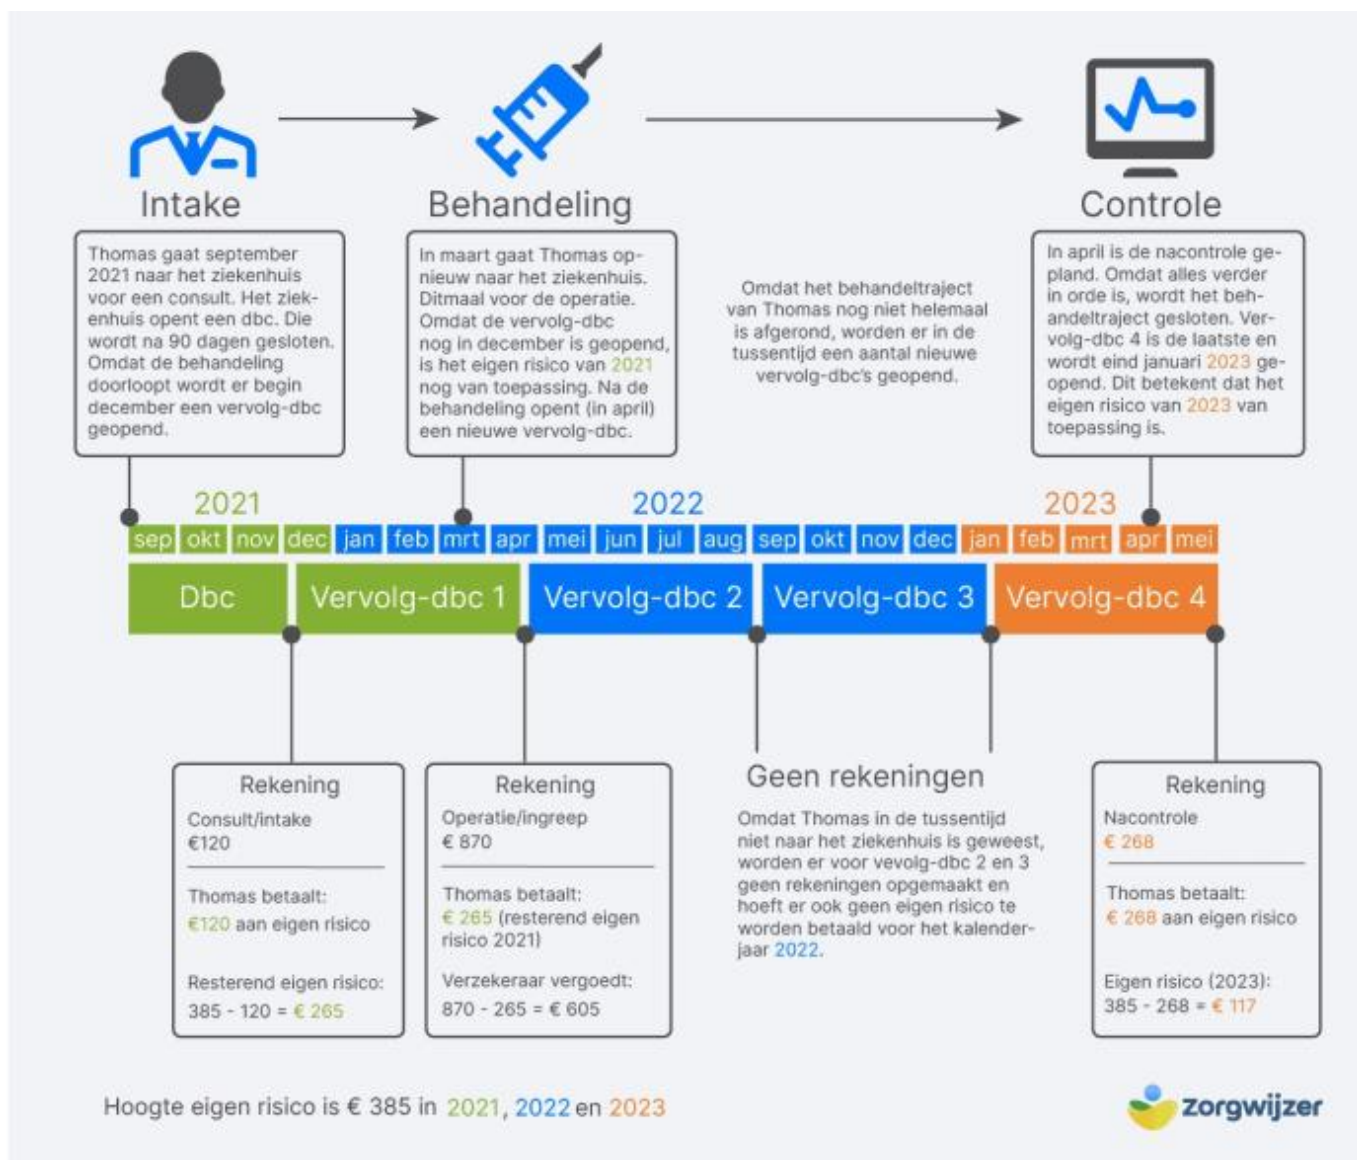 Intake
Thomas gaat september
2021 naar het ziekenhuis
voor een consult. Het ziek-
enhuis opent een dbc. Die
wordt na 90 dagen gesloten.
Omdat de behandeling
doorloopt wordt er begin
december een vervolg-dbc
geopend.
Behandeling
In maart gaat Thomas op-
nieuw naar het ziekenhuis.
Ditmaal voor de operatie.
Omdat de vervolg-dbc
nog in december is geopend,
is het eigen risico van 2021
nog van toepassing. Na de
behandeling opent (in april)
een nieuwe vervolg-dbc.
Omdat het behandeltraject
van Thomas nog niet helemaal
is afgerond, worden er in de
tussentijd een aantal nieuwe
vervolg-dbc's geopend.
Controle
In april is de nacontrole ge-
pland. Omdat alles verder
in orde is, wordt het beh-
andeltraject gesloten. Ver-
volg-dbc 4 is de laatste en
wordt eind januari 2023 ge-
opend. Dit betekent dat het
eigen risico van 2023 van
toepassing is.
2021 2022 2023
sep okt nov dec jan feb mrt apr mei jun jul aug sep okt nov dec jan feb mrt apr mei
Dbc Vervolg-dbc 1 Vervolg-dbc 2 Vervolg-dbc 3 Vervolg-dbc 4
Rekening
Consult/intake
€120
Thomas betaalt:
€120 aan eigen risico
Resterend eigen risico:
385 - 120 = € 265
Rekening
Operatie/ingreep
€ 870
Thomas betaalt:
€ 265 (resterend eigen
risico 2021)
Verzekeraar vergoedt:
870 - 265 = € 605
Geen rekeningen
Omdat Thomas in de tussentijd
niet naar het ziekenhuis is geweest,
worden er voor vevolg-dbc 2 en 3
geen rekeningen opgemaakt en
hoeft er ook geen eigen risico te
worden betaald voor het kalender-
jaar 2022.
Rekening
Nacontrole
€ 268
Thomas betaalt:
€ 268 aan eigen risico
Eigen risico (2023):
385 - 268 = € 117
Hoogte eigen risico is € 385 in 2021, 2022 en 2023
zorgwijzer